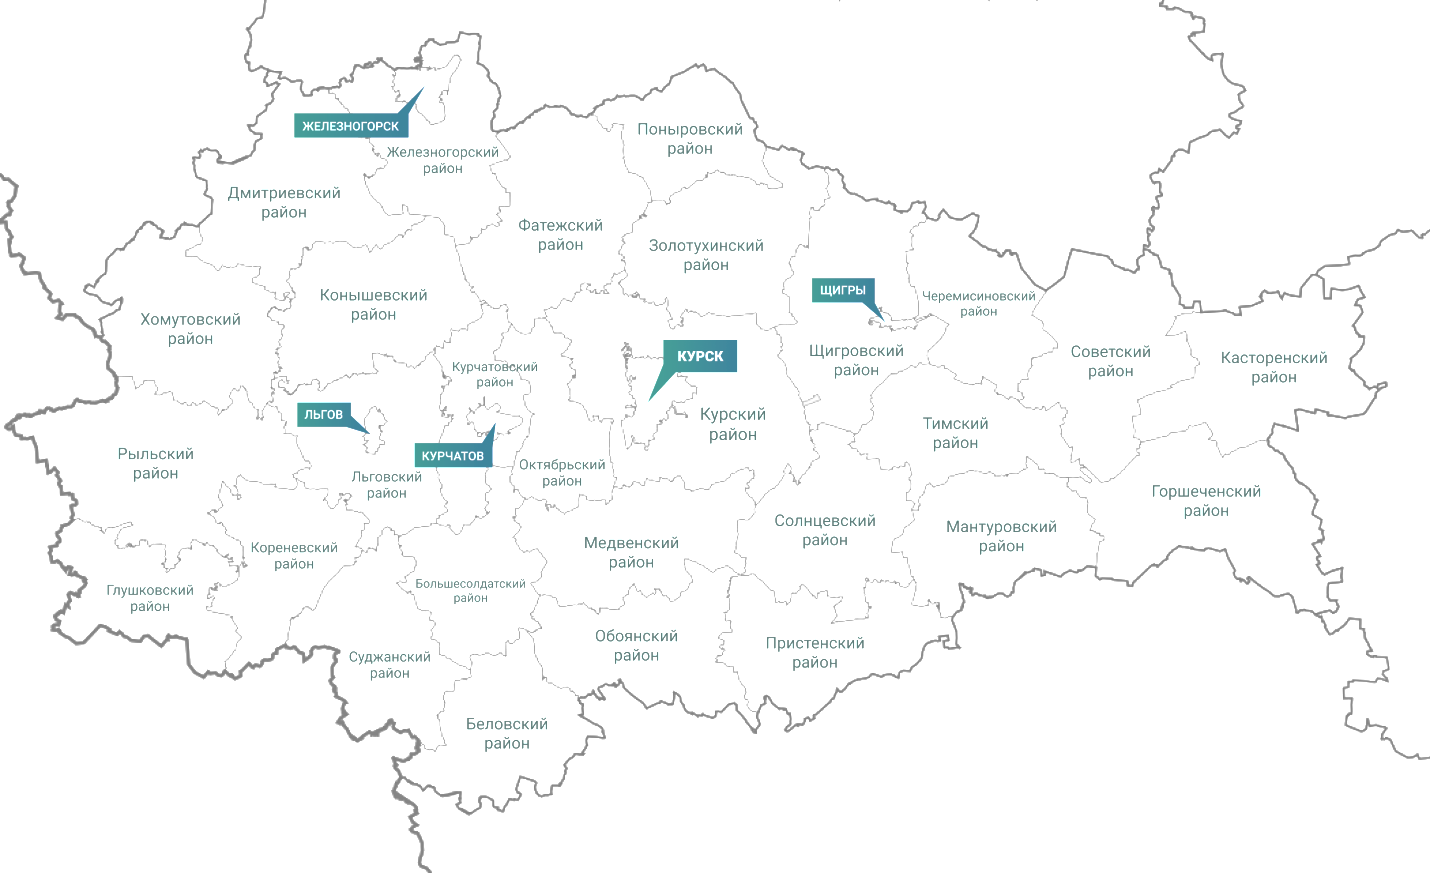 ЖЕЛЕЗНОГОРСК
Поныровский
район
Железногорский
район
Дмитриевский
район
Фатежский
район
Золотухинский
район
Конышевский
район
ЩИГРЫ
Черемисиновский
район
Хомутовский
район
КУРСК
Щигровский
район
Советский
район
Касторенский
район
Курчатовский
район
ЛЬГОВ
Курский
район
Тимский
район
КУРЧАТОВ
Рыльский
район
Октябрьский
район
Льговский
район
Горшеченский
район
Солнцевский
район
Мантуровский
район
Медвенский
район
Кореневский
район
Большесолдатский
район
Глушковский
район
Обоянский
район
Пристенский
район
Суджанский
район
Беловский
район